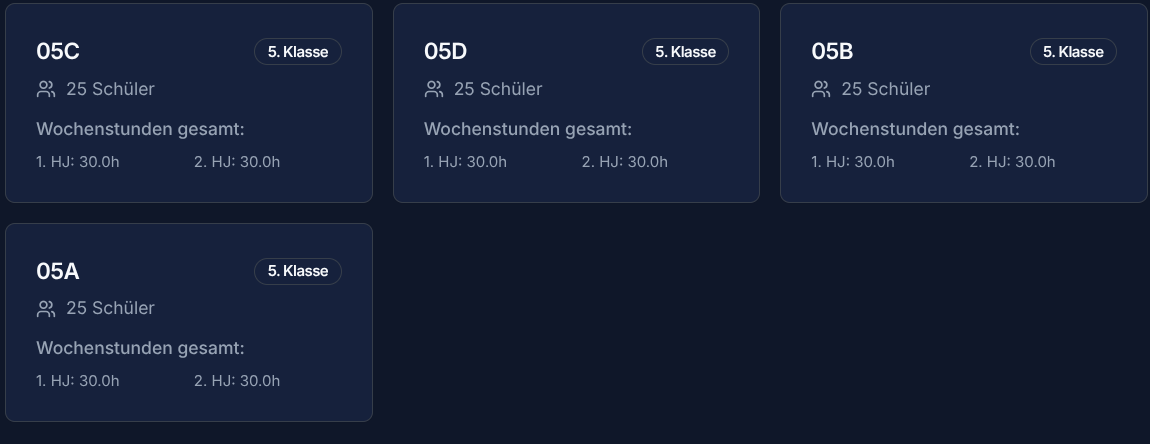 05C
5. Klasse
25 Schüler
Wochenstunden gesamt:
1. HJ: 30.0h
2. HJ: 30.0h
05D
5. Klasse
25 Schüler
Wochenstunden gesamt:
1. HJ: 30.0h
2. HJ: 30.0h
05B
5. Klasse
25 Schüler
Wochenstunden gesamt:
1. HJ: 30.0h
2. HJ: 30.0h
05A
5. Klasse
25 Schüler
Wochenstunden gesamt:
1. HJ: 30.0h
2. HJ: 30.0h